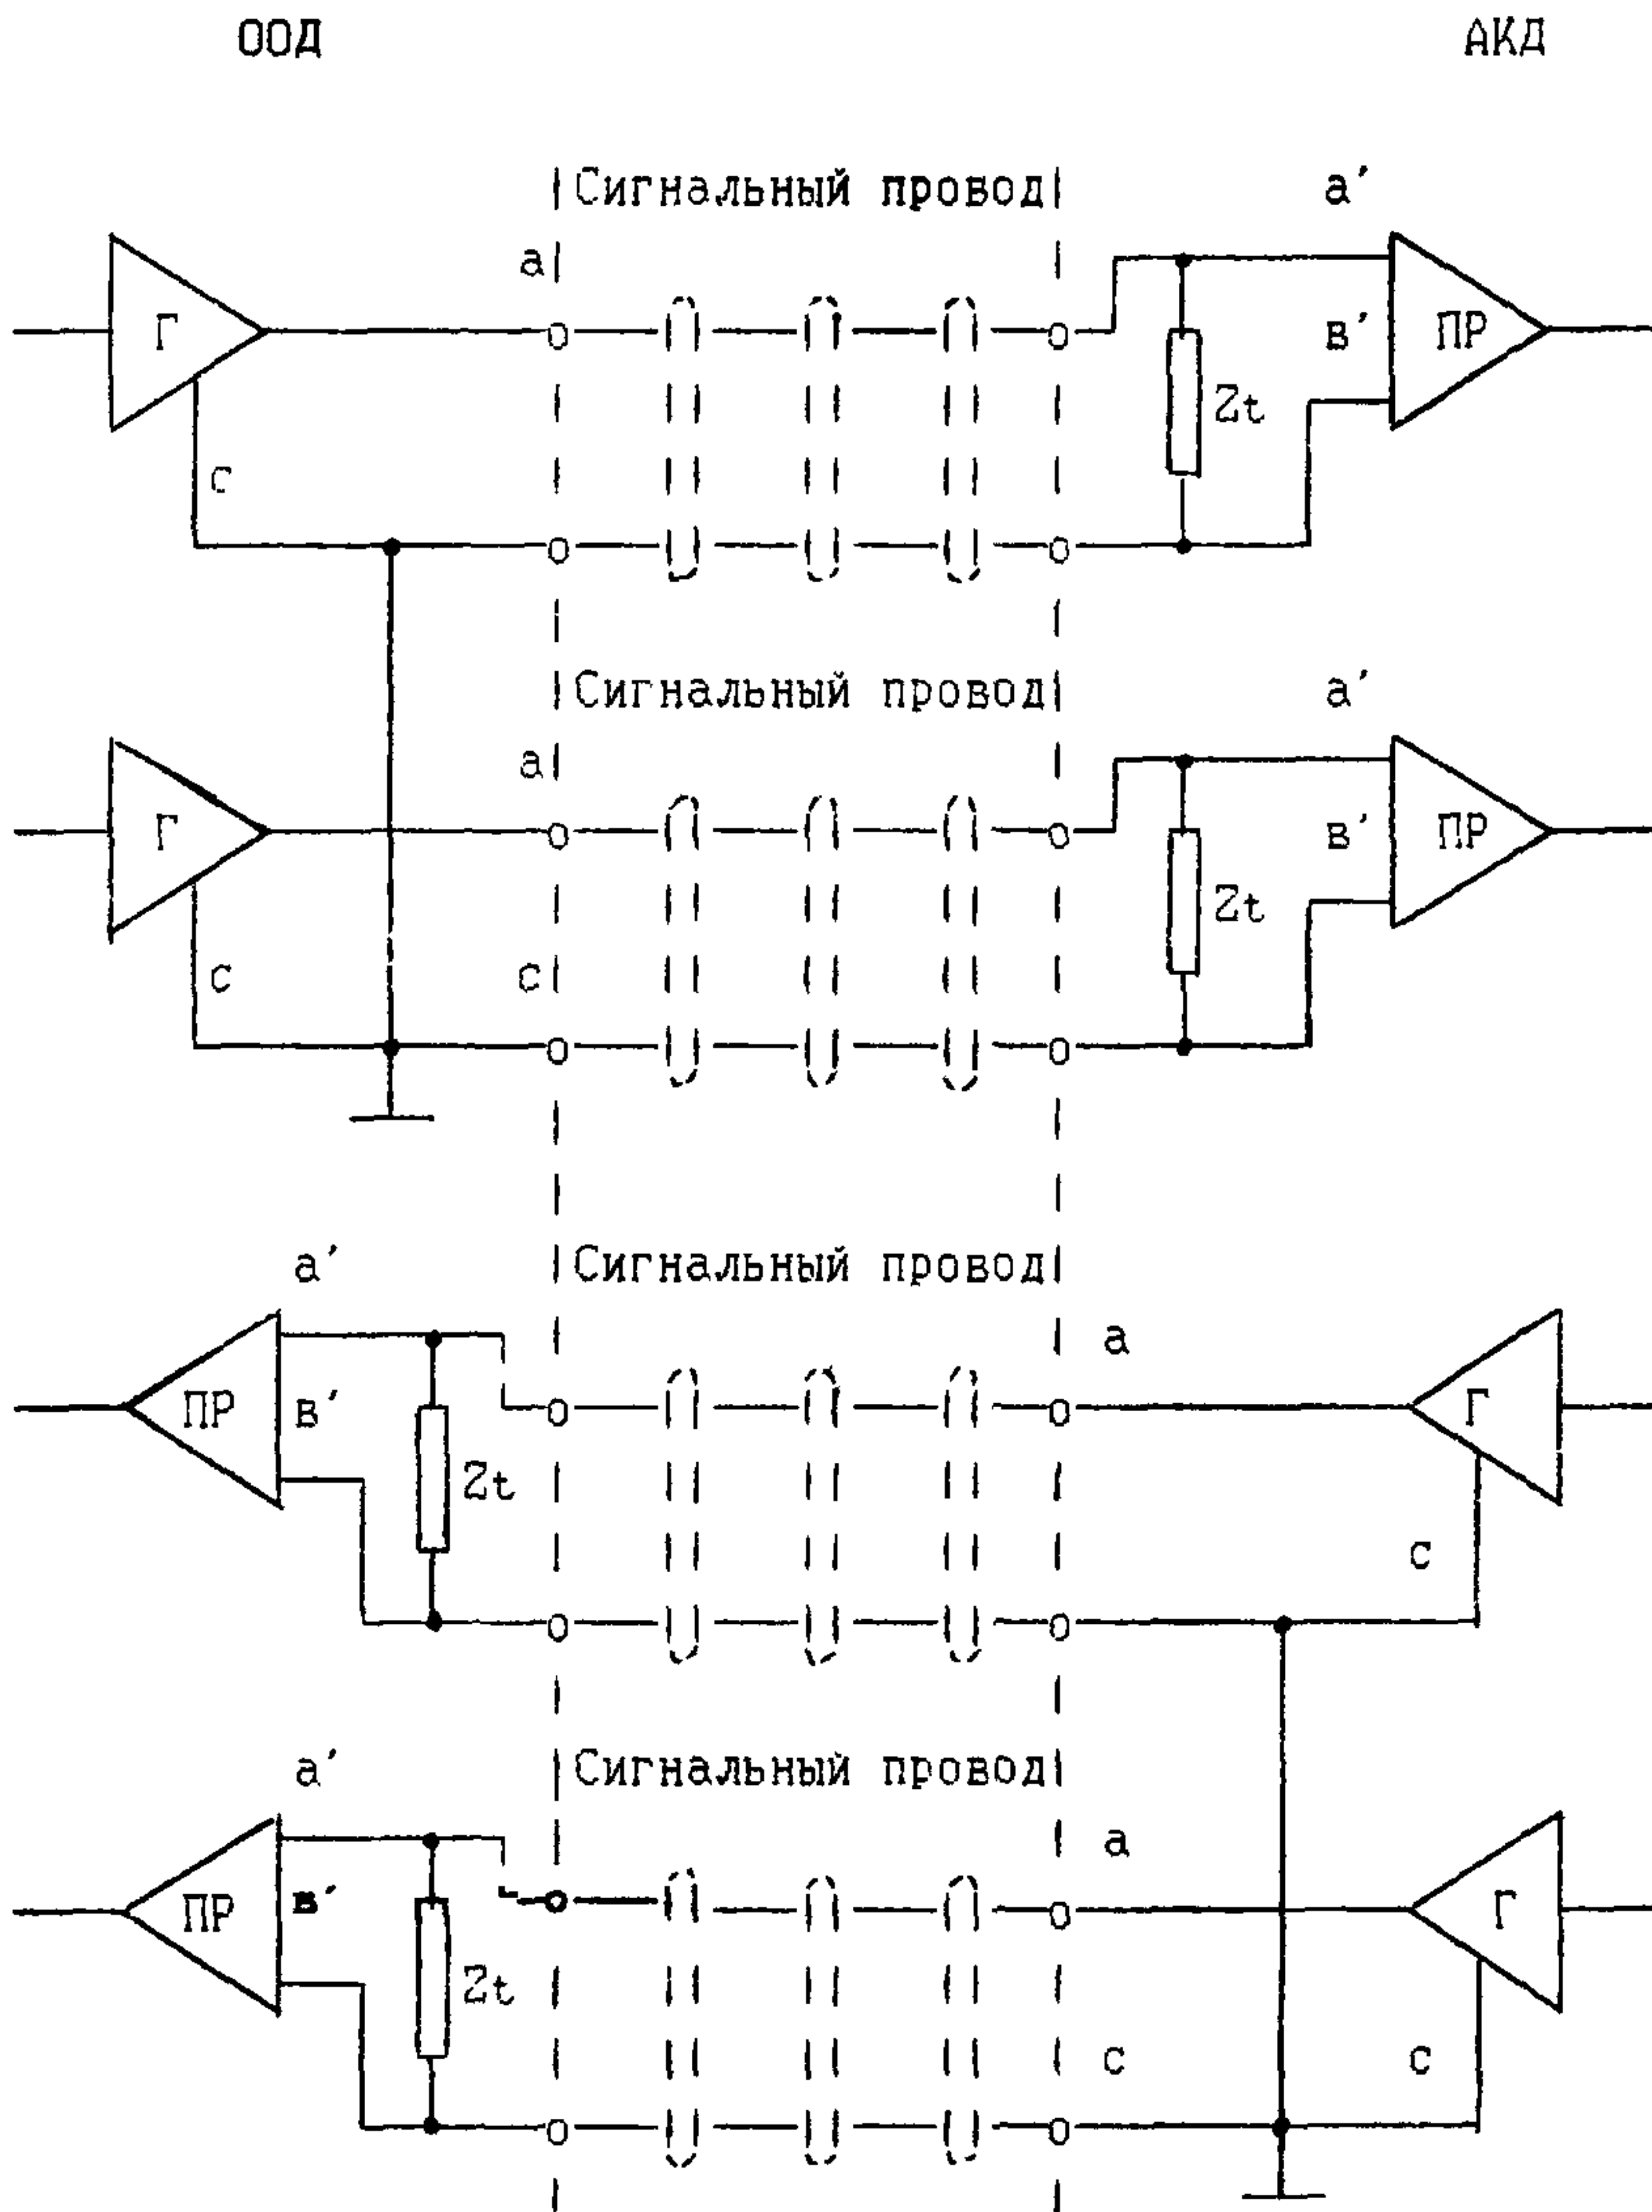 ООД АКД
Сигнальный провод а'
а
Г в' ПР
Zt
с
Сигнальный провод а'
а
Г в' ПР
Zt
с с
а' Сигнальный провод
а
ПР в' Г
Zt
с
а' Сигнальный провод
а
ПР в' Г
Zt
с с